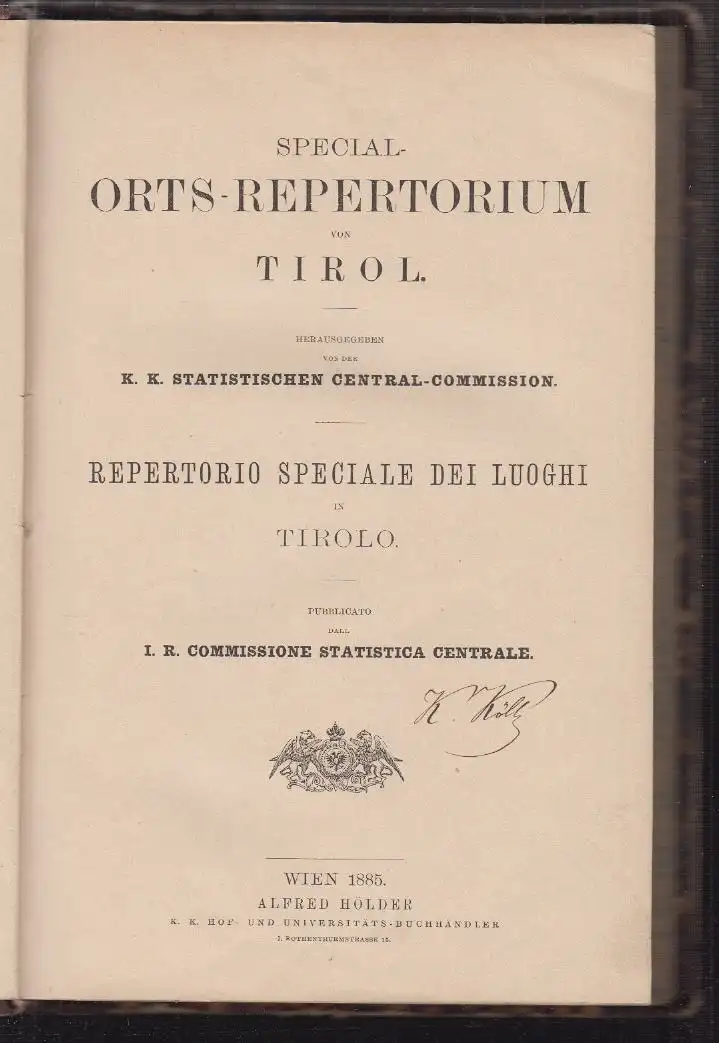 SPECIAL-
ORTS-REPERTORIUM
VON
TIROL.
HERAUSGEGEBEN
VON DER
K. K. STATISTISCHEN CENTRAL-COMMISSION.
REPERTORIO SPECIALE DEI LUOGHI
IN
TIROLO.
PUBBLICATO
DALL
I. R. COMMISSIONE STATISTICA CENTRALE.
K.
WIEN 1885.
ALFRED HÖLDER
K. K. HOF- UND UNIVERSITÄTS-BUCHHÄNDLER
I. ROTHENTHURMSTRASSE 15.